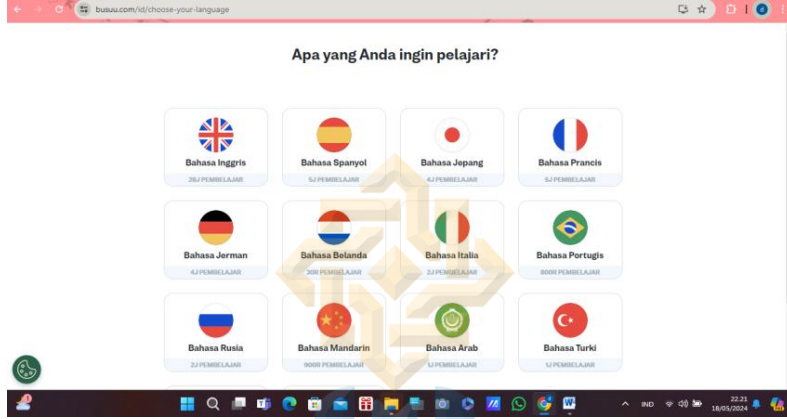 busuu.com/id/choose-your-language
Apa yang Anda ingin pelajari?
Bahasa Inggris
Bahasa Spanyol
Bahasa Jepang
Bahasa Prancis
26J PEMBELAJAR
5J PEMBELAJAR
4J PEMBELAJAR
5J PEMBELAJAR
Bahasa Jerman
Bahasa Belanda
Bahasa Italia
Bahasa Portugis
4J PEMBELAJAR
30R PEMBELAJAR
2J PEMBELAJAR
800R PEMBELAJAR
Bahasa Rusia
Bahasa Mandarin
Bahasa Arab
Bahasa Turki
2J PEMBELAJAR
900R PEMBELAJAR
1J PEMBELAJAR
1J PEMBELAJAR
IND
22.21
18/05/2024